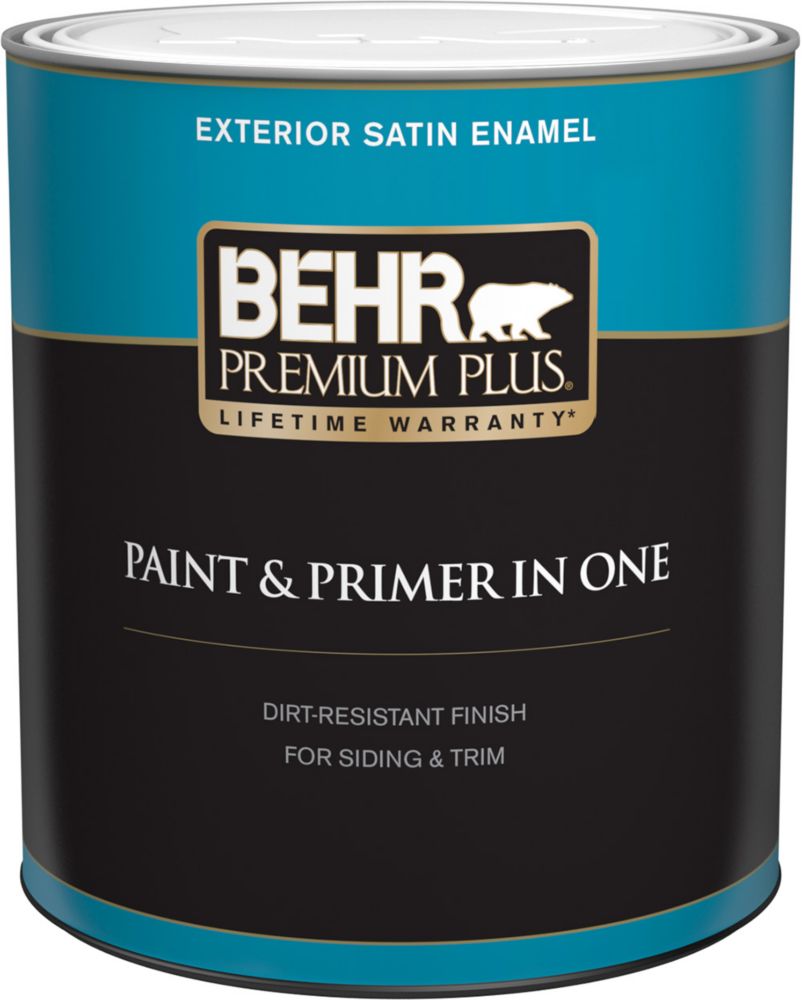 EXTERIOR SATIN ENAMEL
BEHR
PREMIUM PLUS®
LIFETIME WARRANTY*
PAINT & PRIMER IN ONE
DIRT-RESISTANT FINISH
FOR SIDING & TRIM